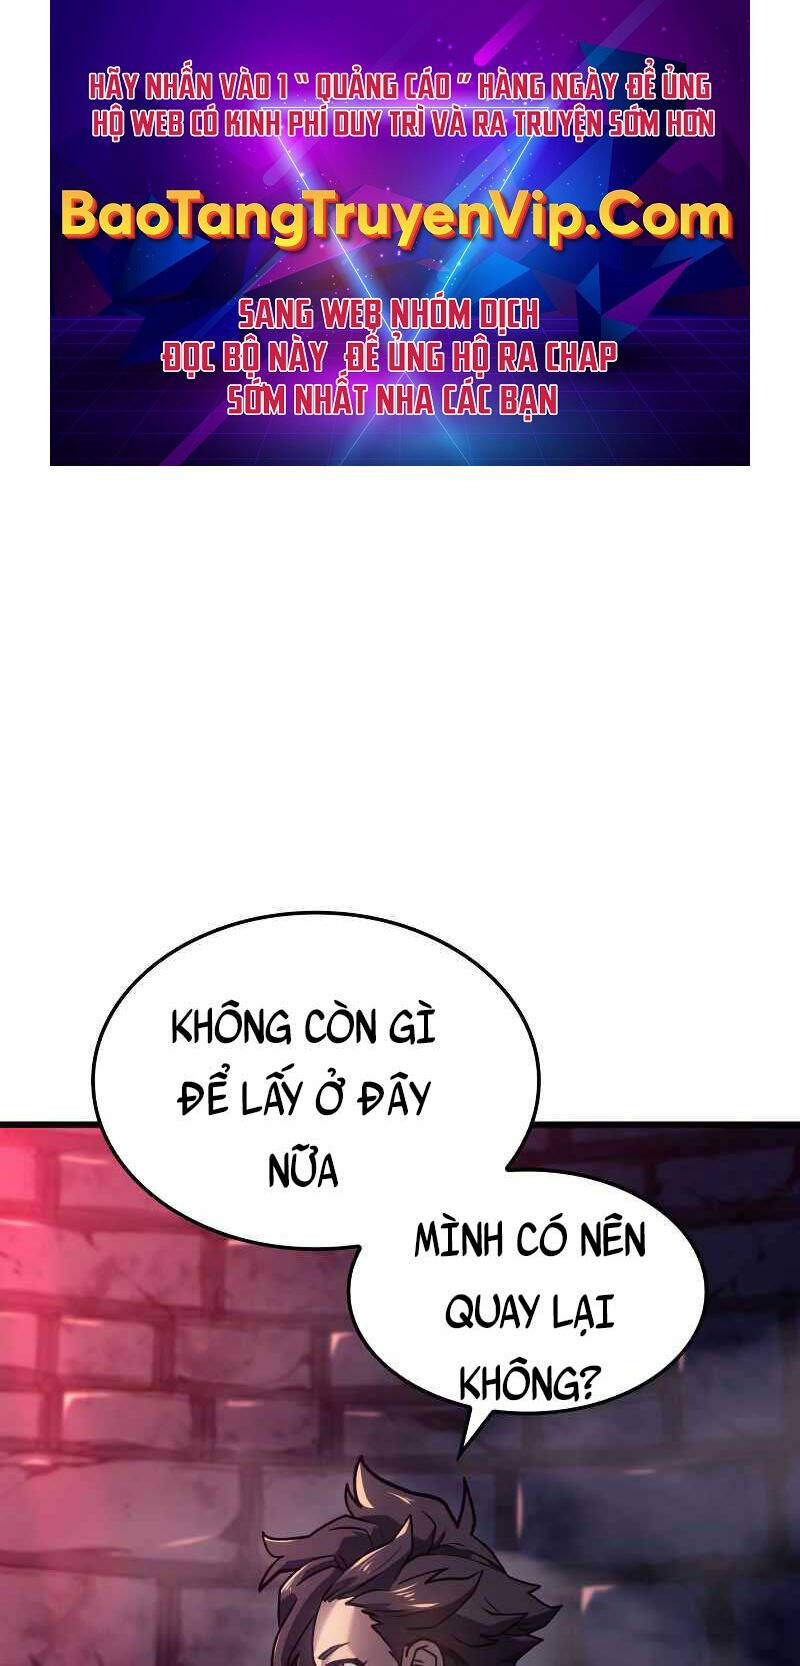 HÃY NHẤN VÀO 1 “ QUẢNG CÁO ” HÀNG NGÀY ĐỂ ỦNG
HỘ WEB CÓ KINH PHÍ DUY TRÌ VÀ RA TRUYỆN SỚM HƠN
BaoTangTruyenVip.Com
SANG WEB NHÓM DỊCH
ĐỌC BỘ NÀY ĐỂ ỦNG HỘ RA CHAP
SỚM NHẤT NHA CÁC BẠN
KHÔNG CÒN GÌ
ĐỂ LẤY Ở ĐÂY
NỮA
MÌNH CÓ NÊN
QUAY LẠI
KHÔNG?